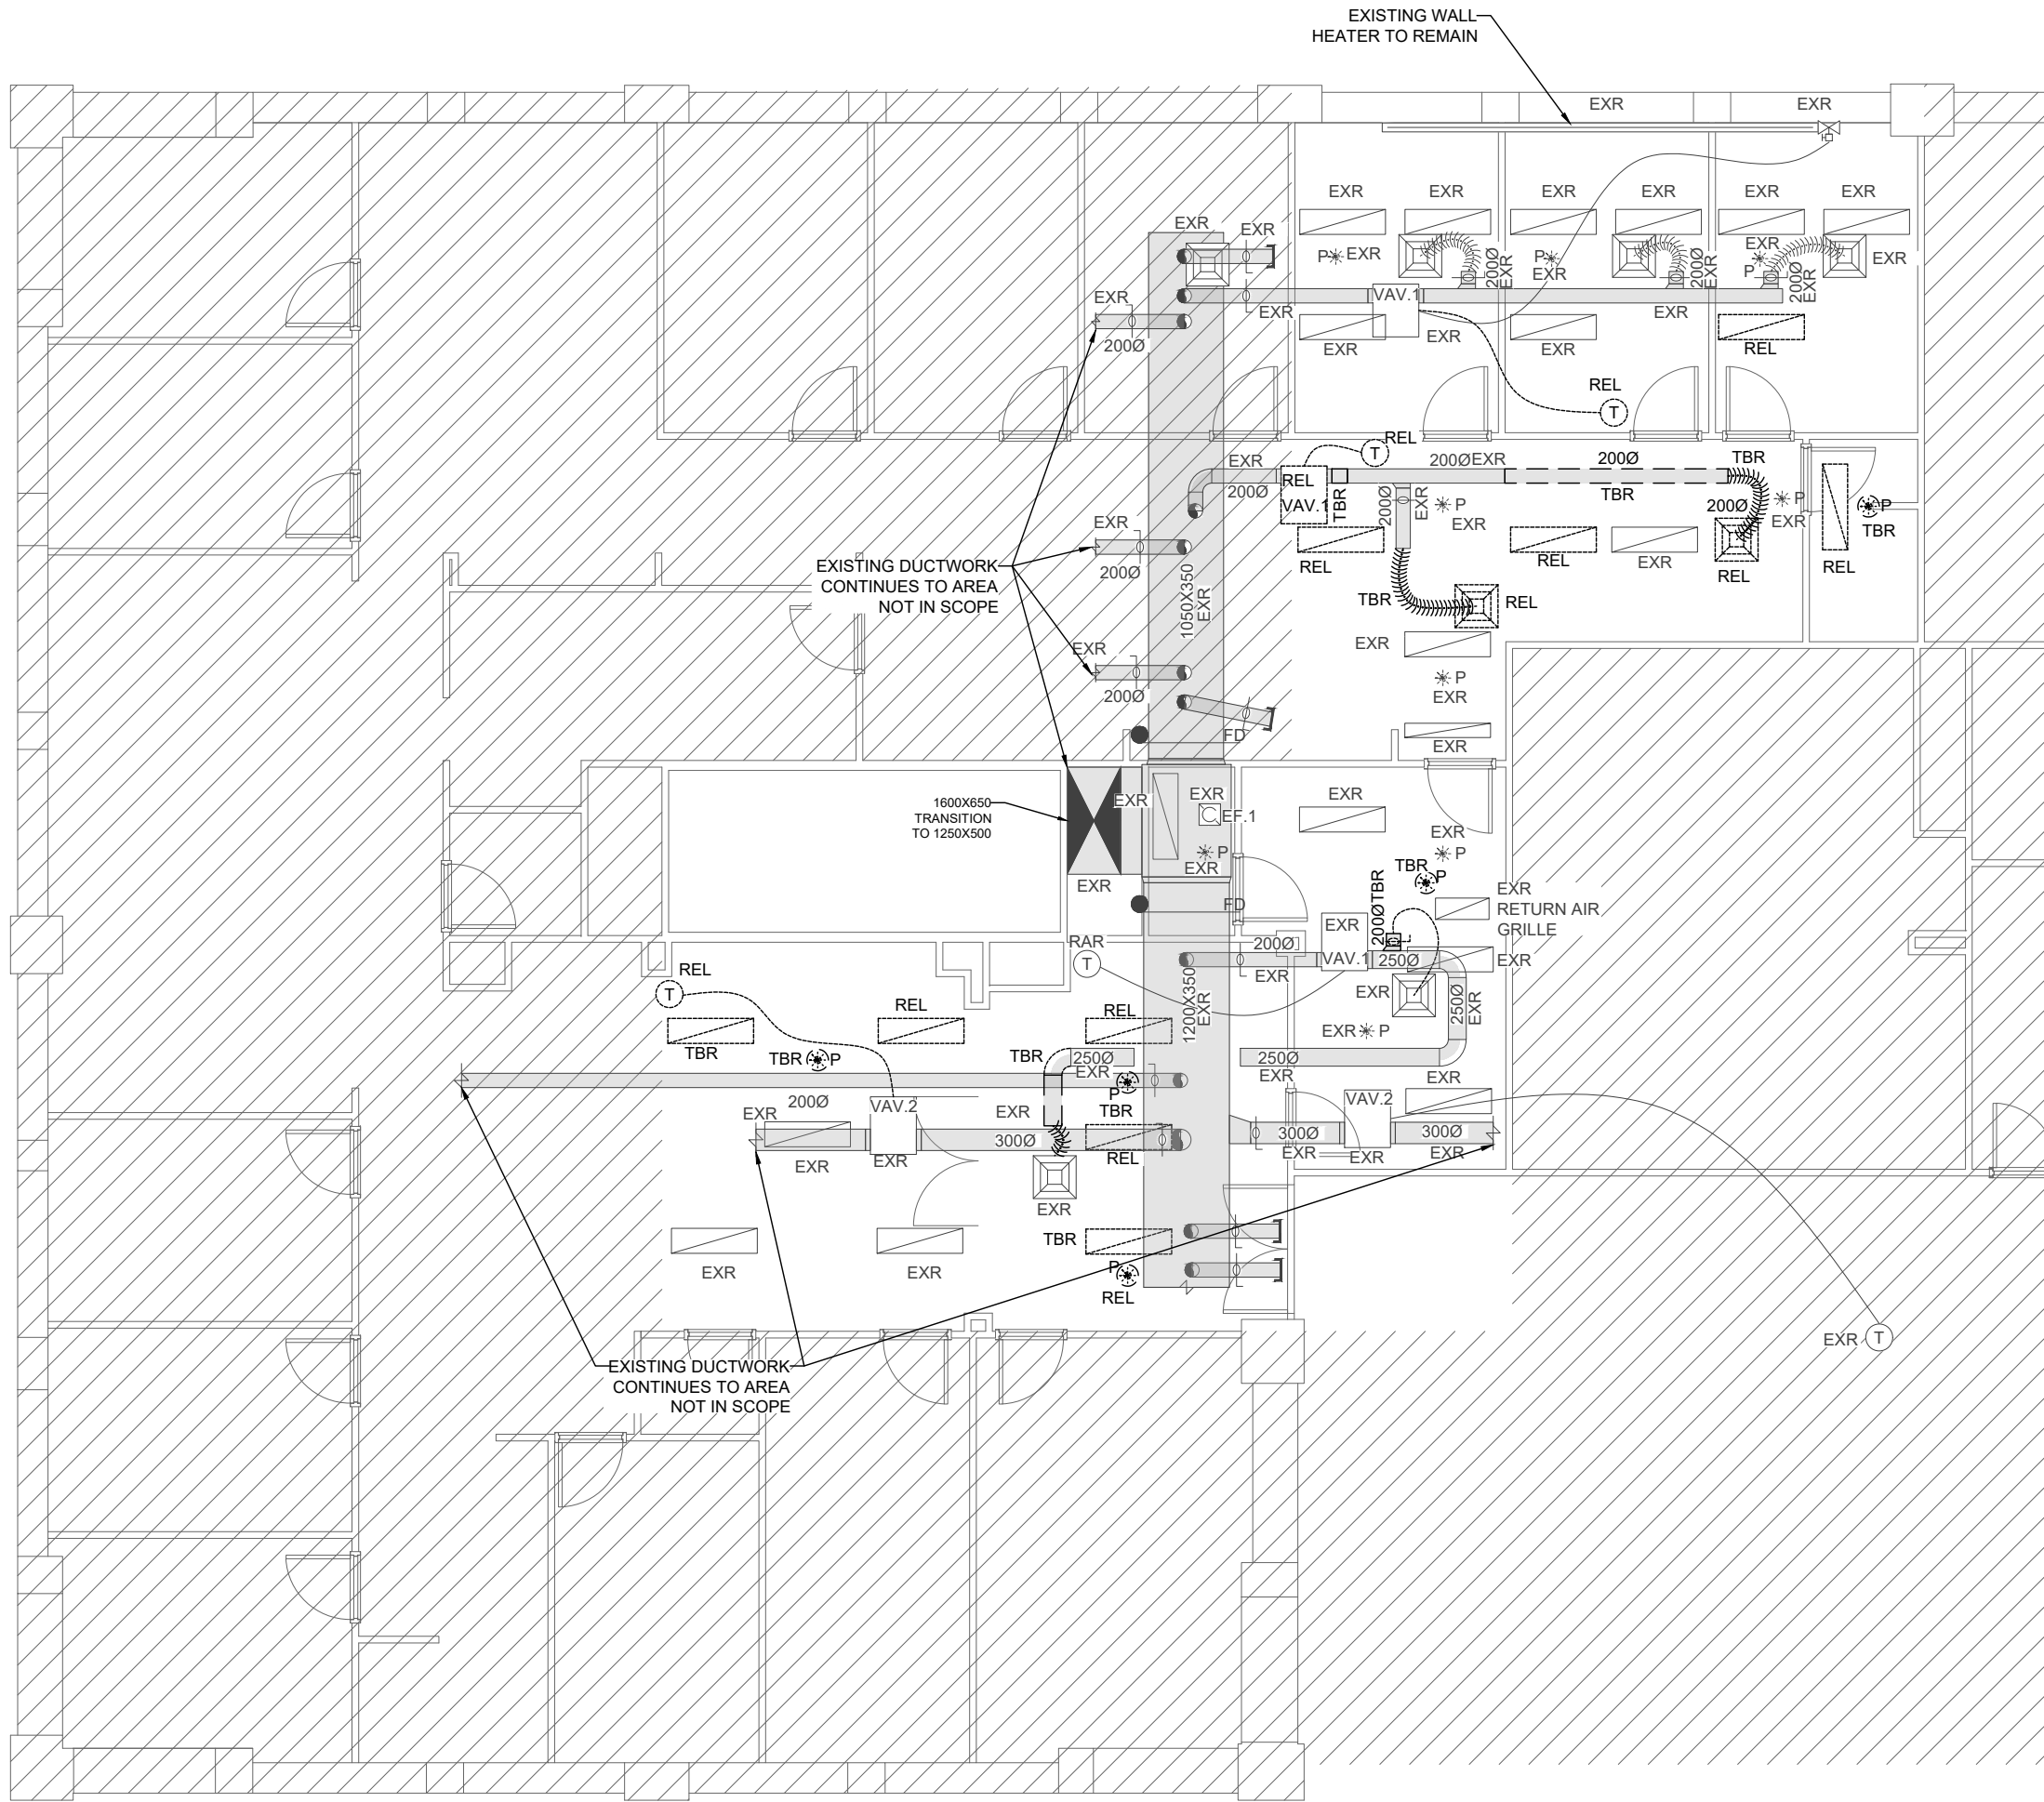 EXISTING WALL
HEATER TO REMAIN
EXR
EXR
EXR
EXR
EXR
EXR
EXR
EXR
EXR
EXR
P
EXR
P
EXR
EXR
P
EXR
200Ø
EXR
200Ø
EXR
200Ø
EXR
EXR
200Ø
EXR
VAV.1
EXR
EXR
EXR
EXR
REL
REL
T
REL
T
EXR
200Ø
REL
VAV.1
TBR
200Ø
EXR
200Ø
TBR
TBR
200Ø
EXR
P
EXR
200Ø
P
EXR
P
TBR
REL
REL
EXR
REL
REL
TBR
REL
EXR
200Ø
EXISTING DUCTWORK
CONTINUES TO AREA
NOT IN SCOPE
1050X350
EXR
EXR
200Ø
EXR
P
EXR
EXR
FD
1600X650
TRANSITION
TO 1250X500
EXR
EXR
EF.1
P
EXR
EXR
EXR
EXR
P
TBR
P
EXR
RETURN AIR
GRILLE
FD
RAR
T
200Ø
EXR
EXR
VAV.1
200Ø
TBR
250Ø
EXR
EXR
250Ø
EXR
1200X350
EXR
EXR
P
250Ø
EXR
REL
T
REL
REL
TBR
TBR
P
TBR
250Ø
EXR
P
TBR
200Ø
EXR
VAV.2
EXR
300Ø
EXR
EXR
REL
EXR
EXR
VAV.2
300Ø
EXR
EXR
300Ø
EXR
EXR
EXR
TBR
P
REL
EXR
T
EXISTING DUCTWORK
CONTINUES TO AREA
NOT IN SCOPE